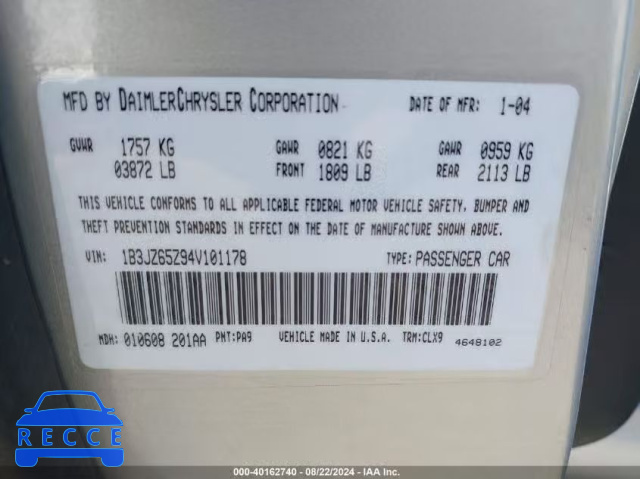 MFD BY DAIMLERCHRYSLER CORPORATION DATE OF MFR: 1-04
GVWR 1757 KG GAWR 0821 KG GAWR 0959 KG
03872 LB FRONT 1809 LB REAR 2113 LB
THIS VEHICLE CONFORMS TO ALL APPLICABLE FEDERAL MOTOR VEHICLE SAFETY, BUMPER AND
THEFT PREVENTION STANDARDS IN EFFECT ON THE DATE OF MANUFACTURE SHOWN ABOVE.
VIN: 1B3JZ65Z94V101178 TYPE: PASSENGER CAR
MDH: 010608 201AA PNT: PA9 VEHICLE MADE IN U.S.A. TRM: CLX9 4648102
RECCE
000-40162740 - 08/22/2024 - IAA Inc.